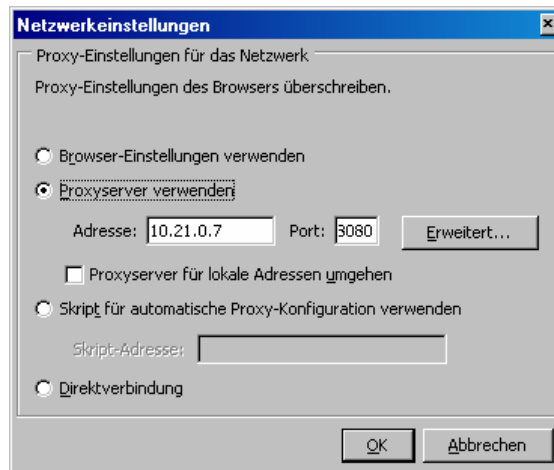 Netzwerkeinstellungen
Proxy-Einstellungen für das Netzwerk
Proxy-Einstellungen des Browsers überschreiben.
Browser-Einstellungen verwenden
Proxyserver verwenden
Adresse: 10.21.0.7 Port: 8080 Erweitert...
Proxyserver für lokale Adressen umgehen
Skript für automatische Proxy-Konfiguration verwenden
Skript-Adresse:
Direktverbindung
OK Abbrechen